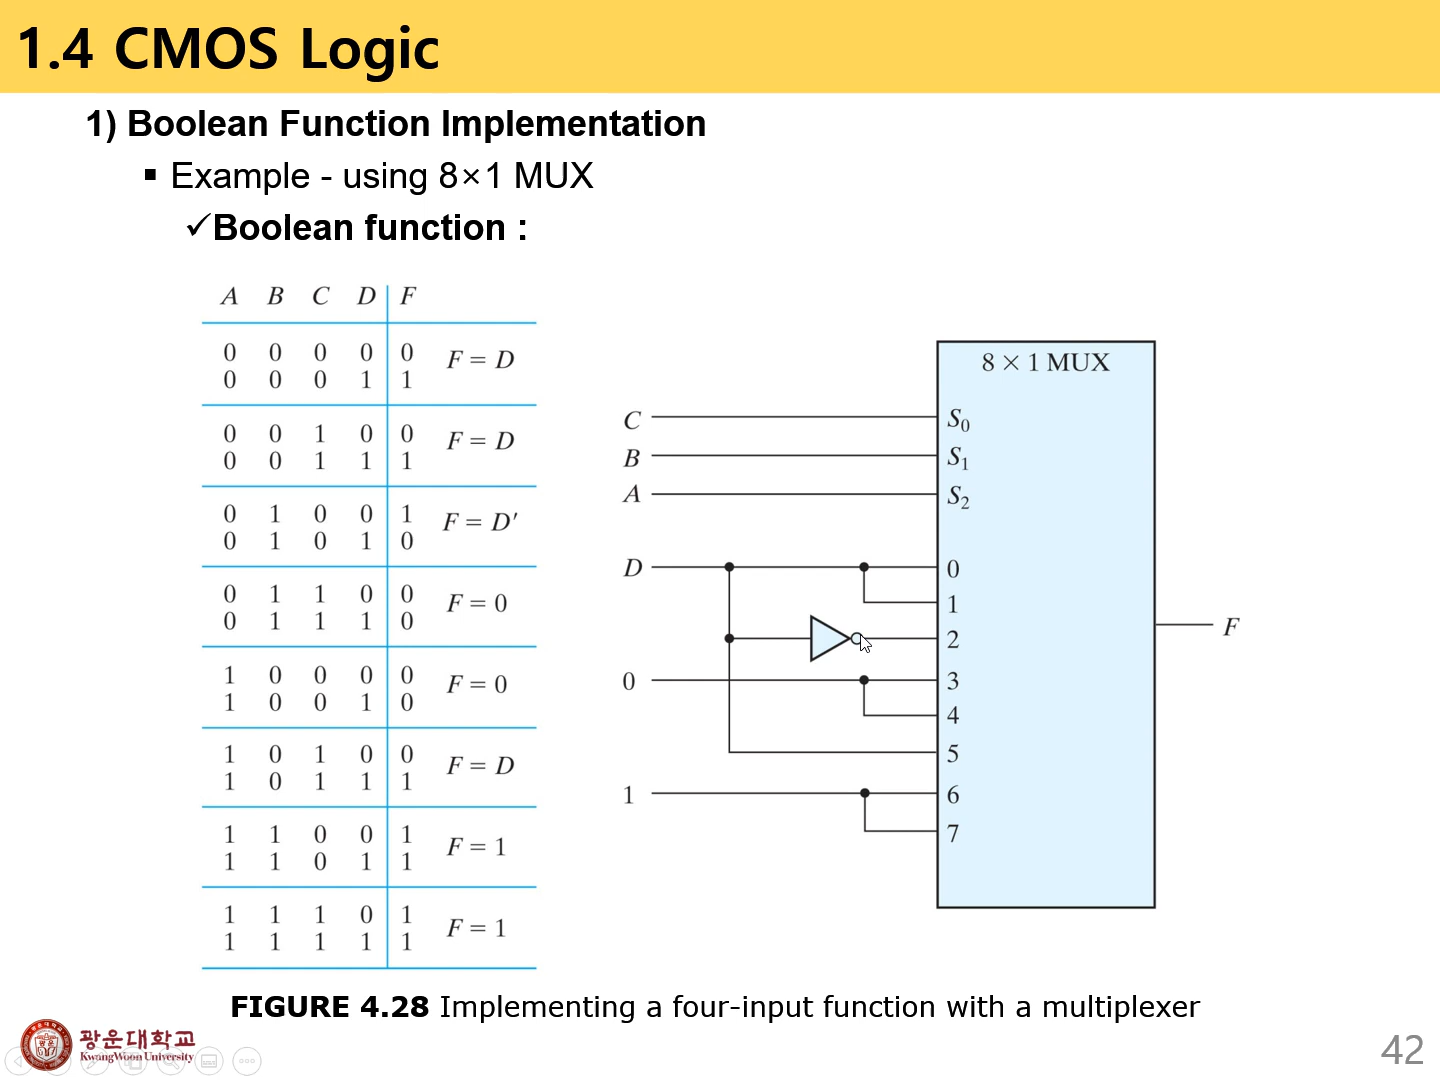 1.4 CMOS Logic
1) Boolean Function Implementation
▪ Example - using 8×1 MUX
✓Boolean function :
A B C D F
0 0 0 0 0
0 0 0 1 1
F = D
0 0 1 0 0
0 0 1 1 1
F = D
0 1 0 0 1
0 1 0 1 0
F = D′
0 1 1 0 0
0 1 1 1 0
F = 0
1 0 0 0 0
1 0 0 1 0
F = 0
1 0 1 0 0
1 0 1 1 1
F = D
1 1 0 0 1
1 1 0 1 1
F = 1
1 1 1 0 1
1 1 1 1 1
F = 1
8 × 1 MUX
C S0
B S1
A S2
D 0
1
2
0 3
4
5
1 6
7
F
FIGURE 4.28 Implementing a four-input function with a multiplexer
광운대학교
KwangWoon University
42